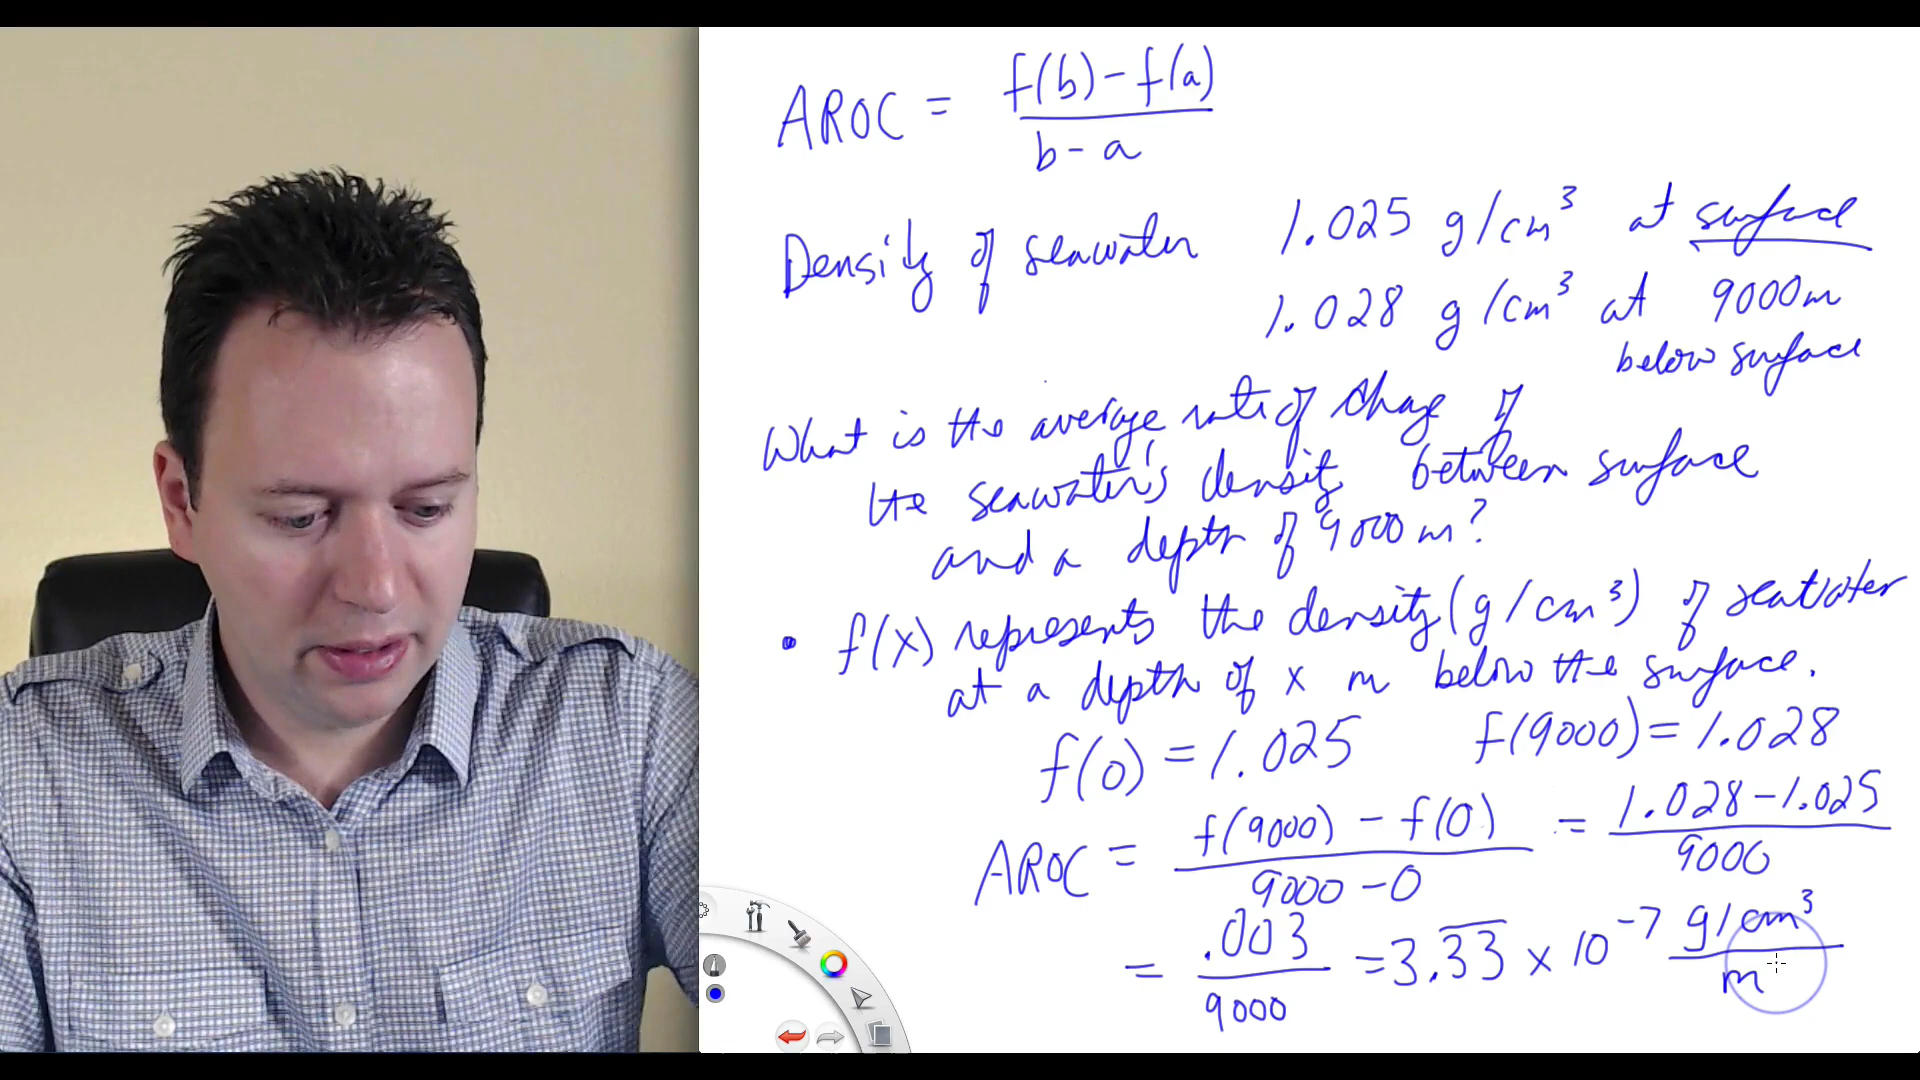 AROC = f(b) - f(a) / b - a
Density of seawater 1.025 g/cm³ at surface
1.028 g/cm³ at 9000m
below surface
What is the average rate of change of
the seawater's density between surface
and a depth of 9000 m?
• f(x) represents the density (g/cm³) of seawater
at a depth of x m below the surface.
f(0) = 1.025 f(9000) = 1.028
AROC = f(9000) - f(0) / 9000 - 0 = 1.028 - 1.025 / 9000
= .003 / 9000 = 3.3̅3̅ x 10⁻⁷ g/cm³ / m